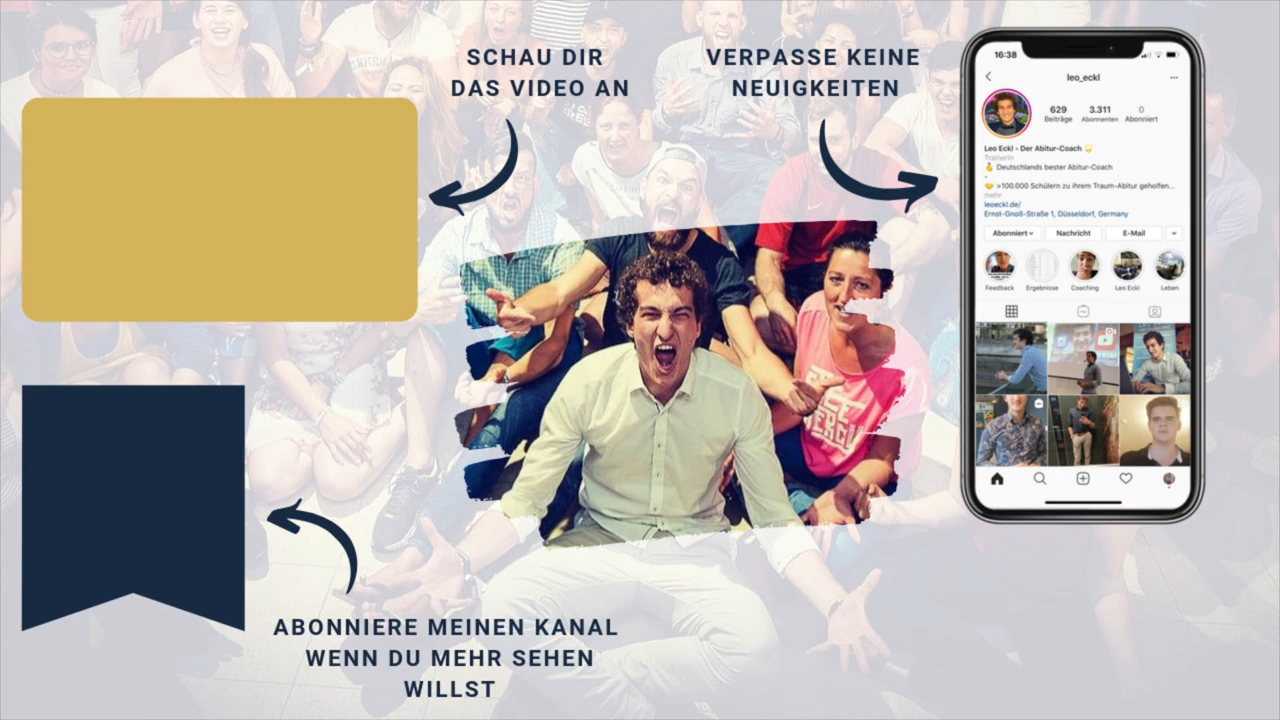 SCHAU DIR
DAS VIDEO AN
VERPASSE KEINE
NEUIGKEITEN
16:38
leo_eckl
629
3.311
0
Beiträge
Abonnenten
Abonniert
Leo Eckl - Der Abitur-Coach
TrainerIn
Deutschlands bester Abitur-Coach
-
>100.000 Schülern zu ihrem Traum-Abitur geholfen...
mehr
leoeckl.de/
Ernst-Gnoß-Straße 1, Düsseldorf, Germany
Abonniert
Nachricht
E-Mail
Feedback
Ergebnisse
Coaching
Leo Eckl
Leben
ABONNIERE MEINEN KANAL
WENN DU MEHR SEHEN
WILLST